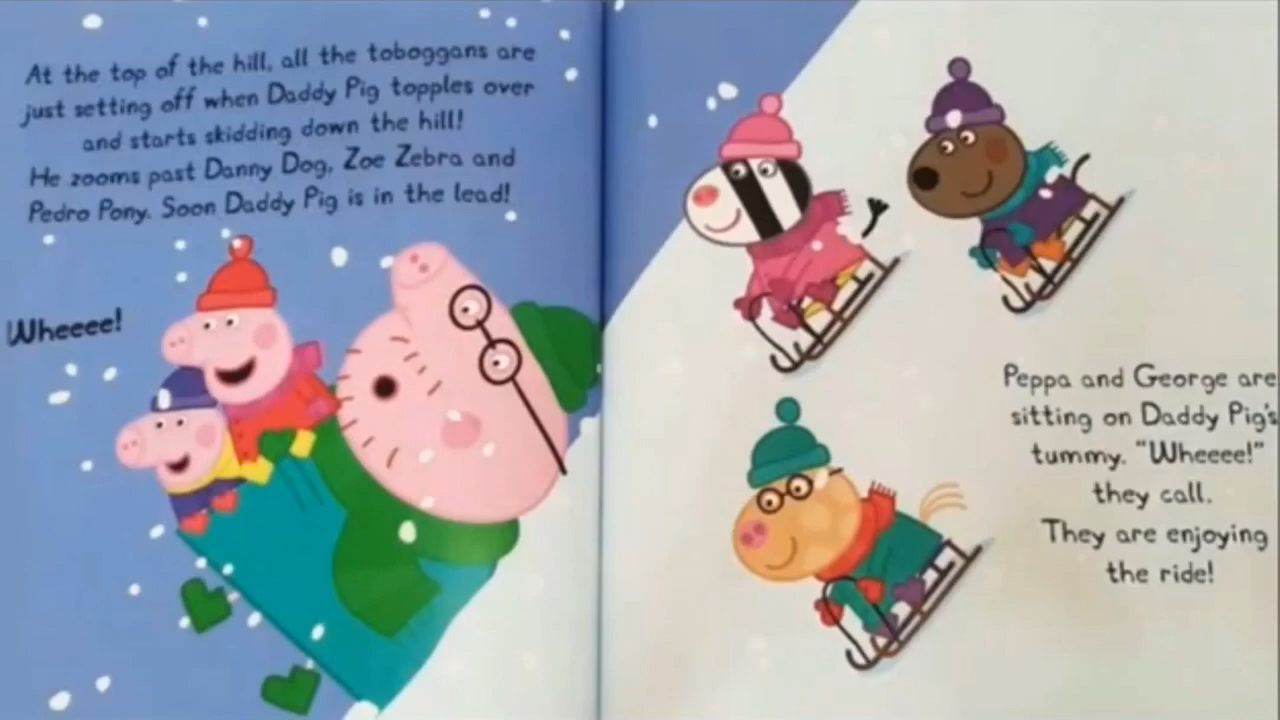 At the top of the hill, all the toboggans are
just setting off when Daddy Pig topples over
and starts skidding down the hill!
He zooms past Danny Dog, Zoe Zebra and
Pedro Pony. Soon Daddy Pig is in the lead!
Wheeee!
Peppa and George are
sitting on Daddy Pig's
tummy. "Wheeee!"
they call.
They are enjoying
the ride!